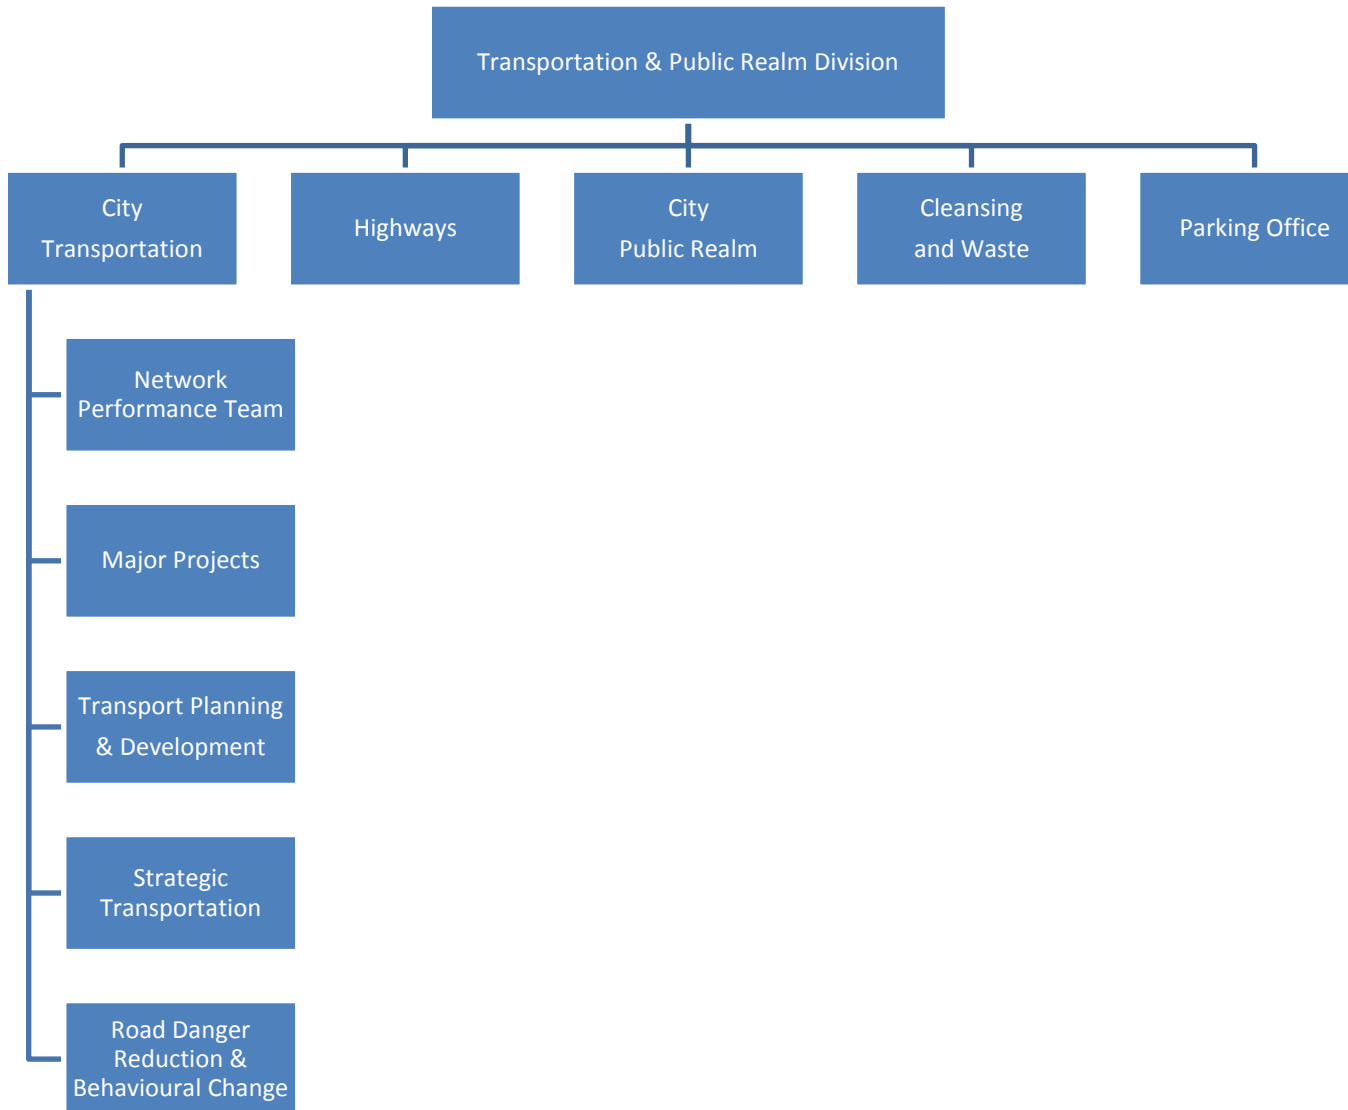 Transportation & Public Realm Division
City
Transportation
Highways
City
Public Realm
Cleansing
and Waste
Parking Office
Network
Performance Team
Major Projects
Transport Planning
& Development
Strategic
Transportation
Road Danger
Reduction &
Behavioural Change